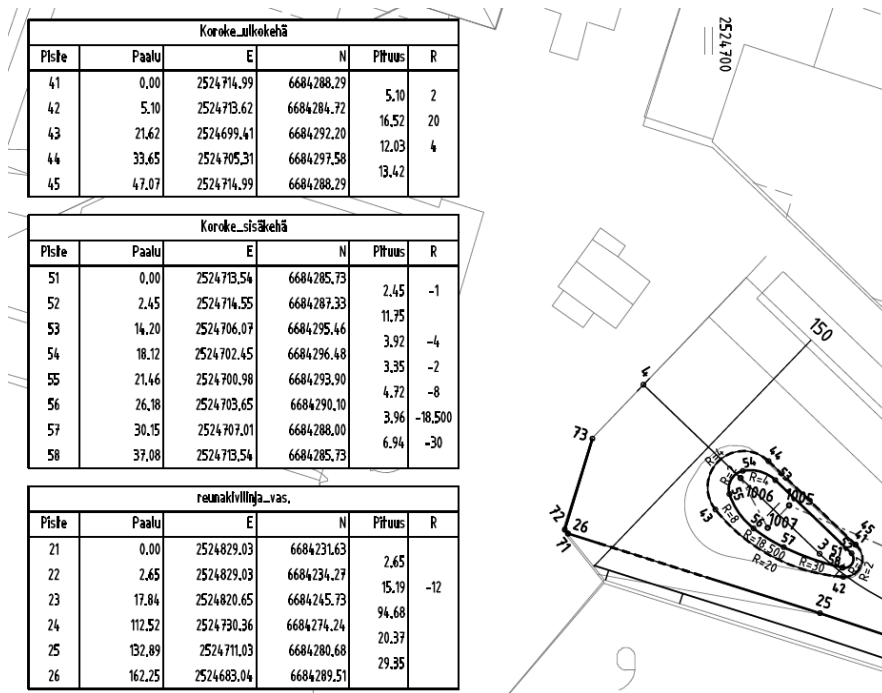 Koroke_ulkokehä
Piste Paalu E N Pituus R
41 0,00 2524714,99 6684288,29
5,10 2
42 5,10 2524713,62 6684284,72
16,52 20
43 21,62 2524699,41 6684292,20
12,03 4
44 33,65 2524705,31 6684297,58
13,42
45 47,07 2524714,99 6684288,29
Koroke_sisäkehä
Piste Paalu E N Pituus R
51 0,00 2524713,54 6684285,73
2,45 -1
52 2,45 2524714,55 6684287,33
11,75
53 14,20 2524706,07 6684295,46
3,92 -4
54 18,12 2524702,45 6684296,48
3,35 -2
55 21,46 2524700,98 6684293,90
4,72 -8
56 26,18 2524703,65 6684290,10
3,96 -18,500
57 30,15 2524707,01 6684288,00
6,94 -30
58 37,08 2524713,54 6684285,73
reunakivilinja_vas,
Piste Paalu E N Pituus R
21 0,00 2524829,03 6684231,63
2,65
22 2,65 2524829,03 6684234,27
15,19 -12
23 17,84 2524820,65 6684245,73
94,68
24 112,52 2524730,36 6684274,24
20,37
25 132,89 2524711,03 6684280,68
29,35
26 162,25 2524683,04 6684289,51
2524700
150
4
73
44
R=4
54
53
R=2
R=4
55
1006
1005
43
R=8
56
1007
45
47
72
26
71
57
3
51
R=18,500
R=20
R=30
58
R=2
42
25
9